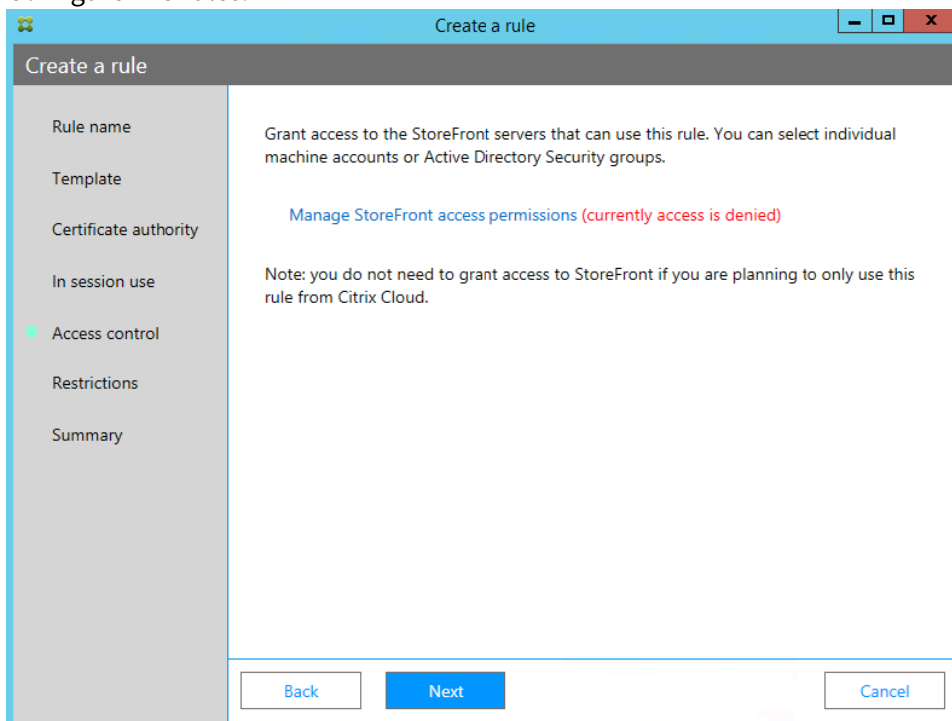 Create a rule
Create a rule
Rule name
Template
Certificate authority
In session use
Access control
Restrictions
Summary
Grant access to the StoreFront servers that can use this rule. You can select individual
machine accounts or Active Directory Security groups.
Manage StoreFront access permissions (currently access is denied)
Note: you do not need to grant access to StoreFront if you are planning to only use this
rule from Citrix Cloud.
Back
Next
Cancel